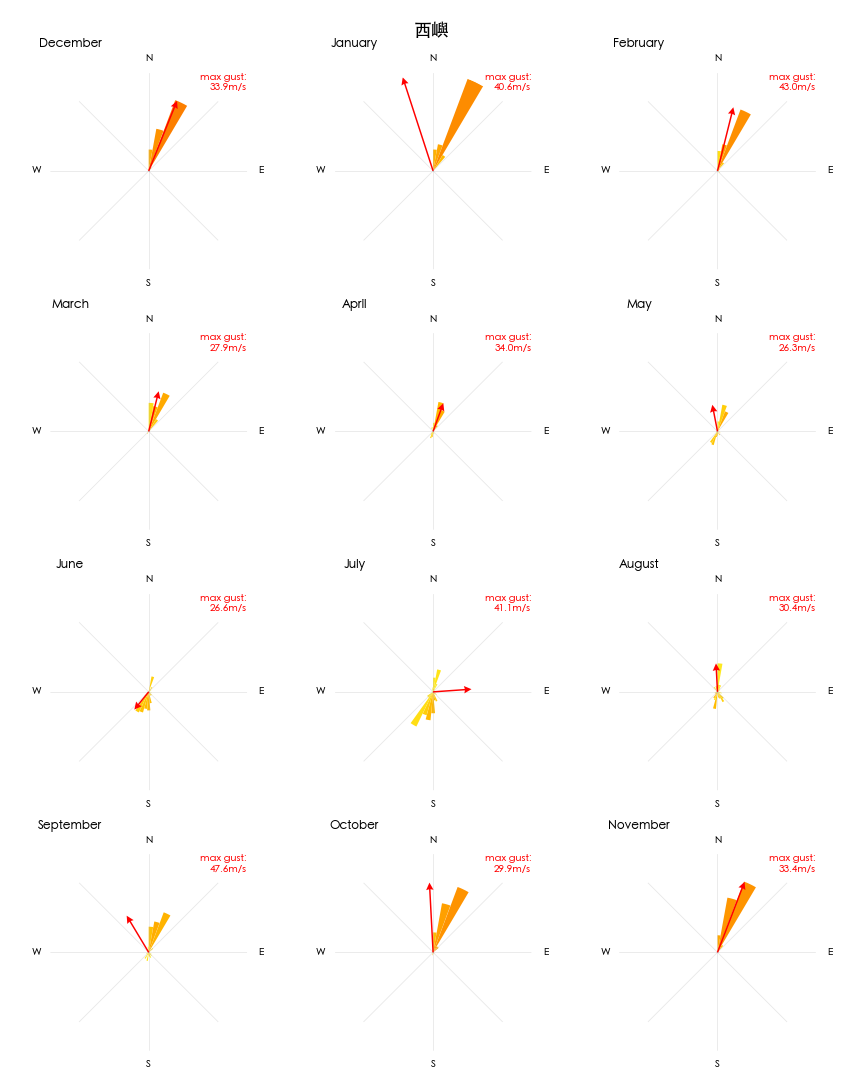 西嶼
December
January
February
N
N
N
max gust:
33.9m/s
max gust:
40.6m/s
max gust:
43.0m/s
W
E
W
E
W
E
S
S
S
March
April
May
N
N
N
max gust:
27.9m/s
max gust:
34.0m/s
max gust:
26.3m/s
W
E
W
E
W
E
S
S
S
June
July
August
N
N
N
max gust:
26.6m/s
max gust:
41.1m/s
max gust:
30.4m/s
W
E
W
E
W
E
S
S
S
September
October
November
N
N
N
max gust:
47.6m/s
max gust:
29.9m/s
max gust:
33.4m/s
W
E
W
E
W
E
S
S
S